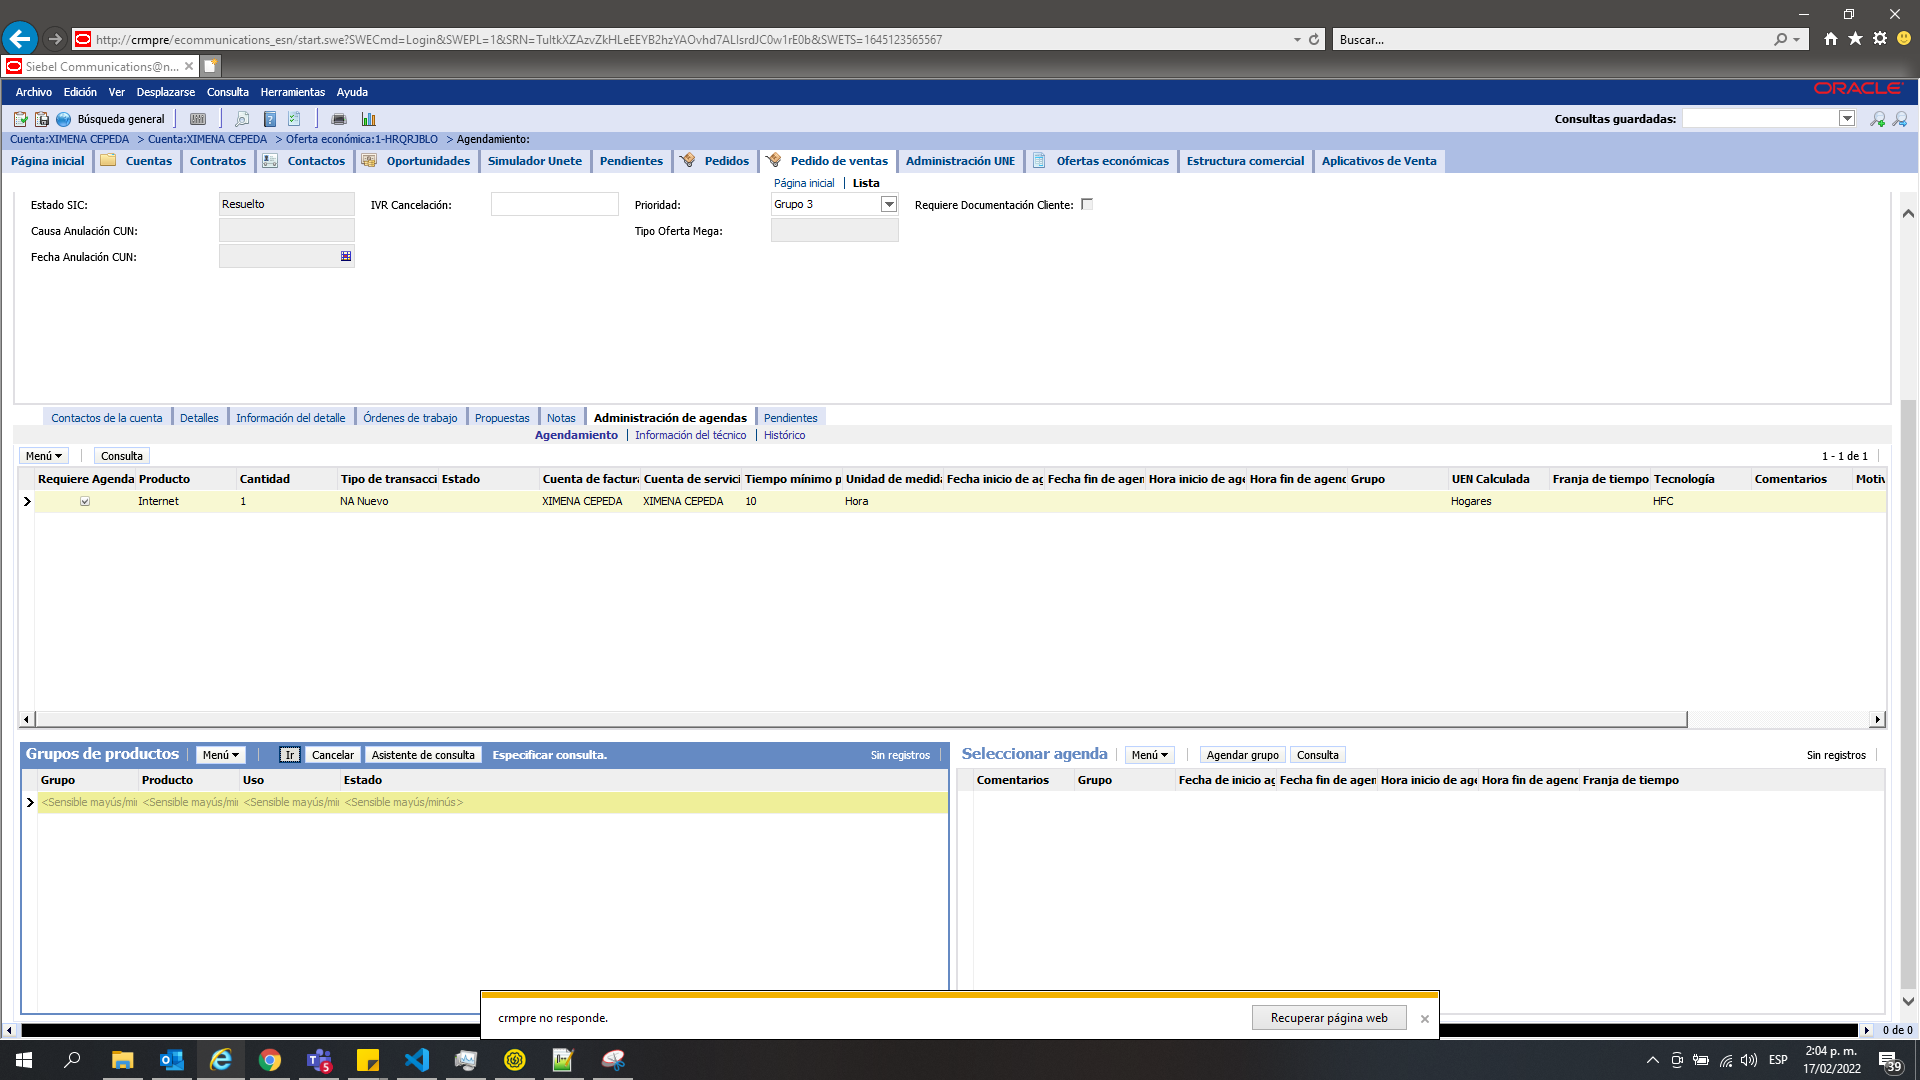 http://crmpre/ecommunications_esn/start.swe?SWECmd=Login&SWEPL=1&SRN=TultkXZAzvZkHLeEEYB2hzYAOvhd7ALlsrdJC0w1rE0b&SWETS=1645123565567
Buscar...
Siebel Communications@n...
Archivo Edición Ver Desplazarse Consulta Herramientas Ayuda
ORACLE
Búsqueda general
Consultas guardadas:
Cuenta:XIMENA CEPEDA > Cuenta:XIMENA CEPEDA > Oferta económica:1-HRQRJBLO > Agendamiento:
Página inicial Cuentas Contratos Contactos Oportunidades Simulador Unete Pendientes Pedidos Pedido de ventas Administración UNE Ofertas económicas Estructura comercial Aplicativos de Venta
Página inicial | Lista
Estado SIC: Resuelto IVR Cancelación: Prioridad: Grupo 3 Requiere Documentación Cliente:
Causa Anulación CUN: Tipo Oferta Mega:
Fecha Anulación CUN:
Contactos de la cuenta Detalles Información del detalle Órdenes de trabajo Propuestas Notas Administración de agendas Pendientes
Agendamiento | Información del técnico | Histórico
Menú Consulta 1 - 1 de 1
Requiere Agenda Producto Cantidad Tipo de transacci Estado Cuenta de factura Cuenta de servici Tiempo mínimo p Unidad de medida Fecha inicio de ag Fecha fin de agen Hora inicio de age Hora fin de agenc Grupo UEN Calculada Franja de tiempo Tecnología Comentarios Motiv
Internet 1 NA Nuevo XIMENA CEPEDA XIMENA CEPEDA 10 Hora Hogares HFC
Grupos de productos Menú Ir Cancelar Asistente de consulta Especificar consulta. Sin registros
Grupo Producto Uso Estado
<Sensible mayús/mi <Sensible mayús/mi <Sensible mayús/mi <Sensible mayús/minús>
Seleccionar agenda Menú Agendar grupo Consulta Sin registros
Comentarios Grupo Fecha de inicio ag Fecha fin de agen Hora inicio de age Hora fin de agenc Franja de tiempo
crmpre no responde. Recuperar página web
0 de 0
5
ESP
2:04 p. m.
17/02/2022
39